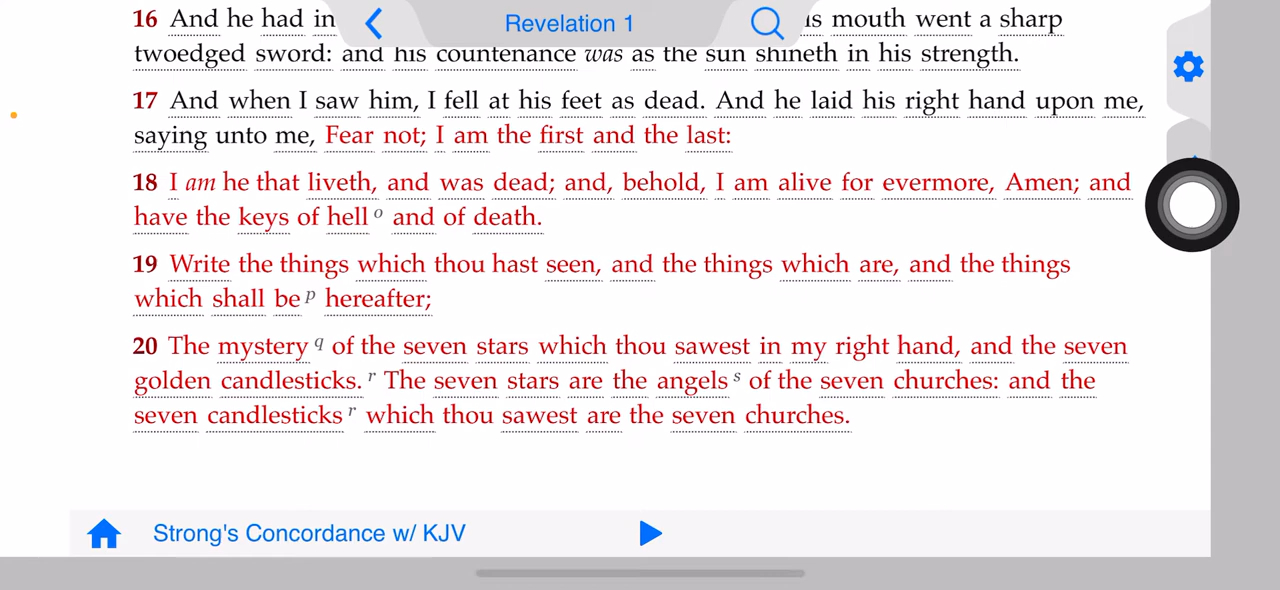 Revelation 1
16 And he had in is mouth went a sharp
twoedged sword: and his countenance was as the sun shineth in his strength.
17 And when I saw him, I fell at his feet as dead. And he laid his right hand upon me,
saying unto me, Fear not; I am the first and the last:
18 I am he that liveth, and was dead; and, behold, I am alive for evermore, Amen; and
have the keys of hell o and of death.
19 Write the things which thou hast seen, and the things which are, and the things
which shall be p hereafter;
20 The mystery q of the seven stars which thou sawest in my right hand, and the seven
golden candlesticks. r The seven stars are the angels s of the seven churches: and the
seven candlesticks r which thou sawest are the seven churches.
Strong's Concordance w/ KJV